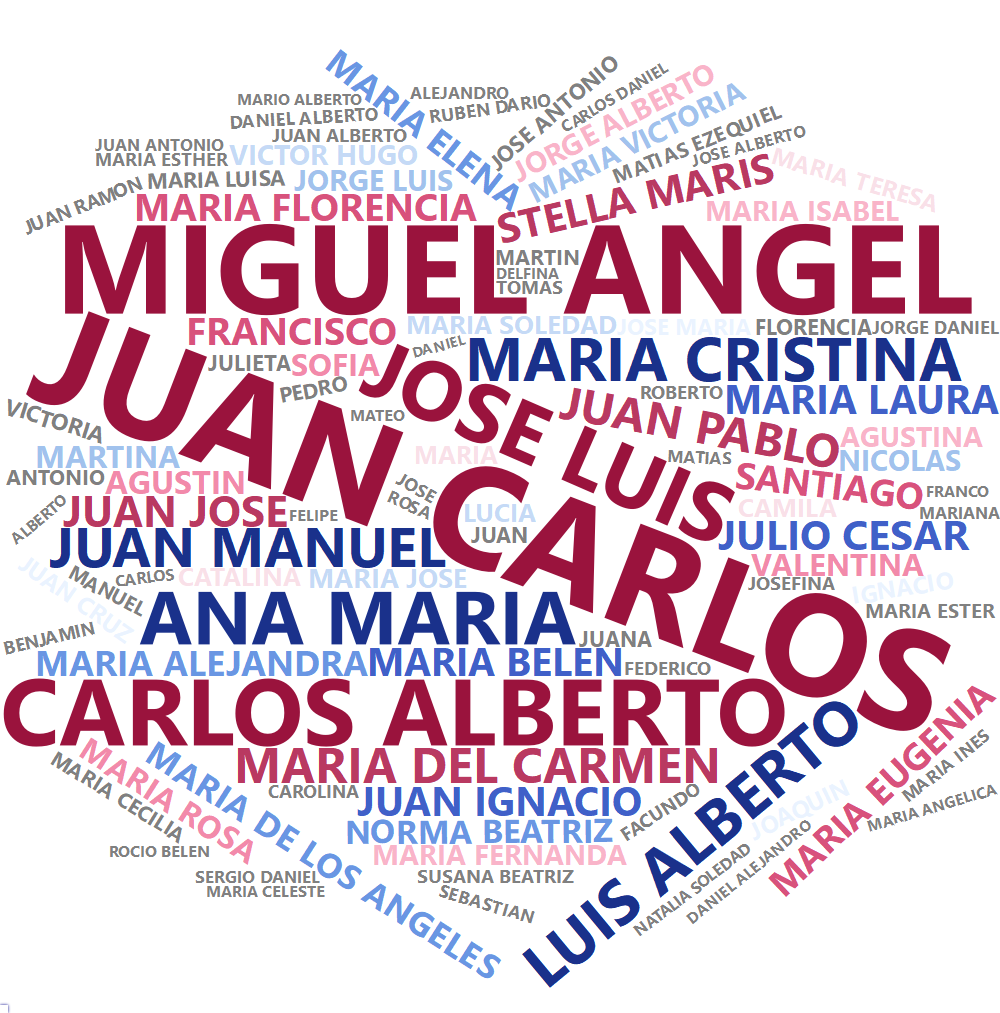 MARIA ELENA
MARIO ALBERTO
ALEJANDRO
DANIEL ALBERTO
RUBEN DARIO
JOSE ANTONIO
CARLOS DANIEL
JORGE ALBERTO
MARIA VICTORIA
MATIAS EZEQUIEL
JOSE ALBERTO
JUAN ALBERTO
JUAN ANTONIO
MARIA ESTHER
VICTOR HUGO
MARIA TERESA
JUAN RAMON
MARIA LUISA
JORGE LUIS
STELLA MARIS
MARIA FLORENCIA
MARIA ISABEL
MIGUEL ANGEL
MARTIN
DELFINA
TOMAS
JUAN CARLOS
FRANCISCO
MARIA SOLEDAD
JOSE MARIA
FLORENCIA
JORGE DANIEL
JULIETA
SOFIA
DANIEL
JOSE LUIS
MARIA CRISTINA
PEDRO
MATEO
ROBERTO
MARIA LAURA
JUAN PABLO
VICTORIA
MARTINA
MARIA
MATIAS
AGUSTINA
NICOLAS
ANTONIO
AGUSTIN
JOSE
ROSA
SANTIAGO
FRANCO
ALBERTO
JUAN JOSE
FELIPE
LUCIA
CAMILA
MARIANA
JUAN MANUEL
JUAN
JULIO CESAR
JUAN CRUZ
MANUEL
CARLOS
CATALINA
MARIA JOSE
VALENTINA
JOSEFINA
IGNACIO
ANA MARIA
MARIA ESTER
BENJAMIN
JUANA
MARIA ALEJANDRA
MARIA BELEN
FEDERICO
CARLOS ALBERTO
LUIS ALBERTO
MARIA EUGENIA
MARIA INES
MARIA ANGELICA
MARIA CECILIA
MARIA ROSA
MARIA DE LOS ANGELES
MARIA DEL CARMEN
CAROLINA
JUAN IGNACIO
FACUNDO
JOAQUIN
NORMA BEATRIZ
ROCIO BELEN
MARIA FERNANDA
SERGIO DANIEL
SUSANA BEATRIZ
MARIA CELESTE
SEBASTIAN
NATALIA SOLEDAD
DANIEL ALEJANDRO